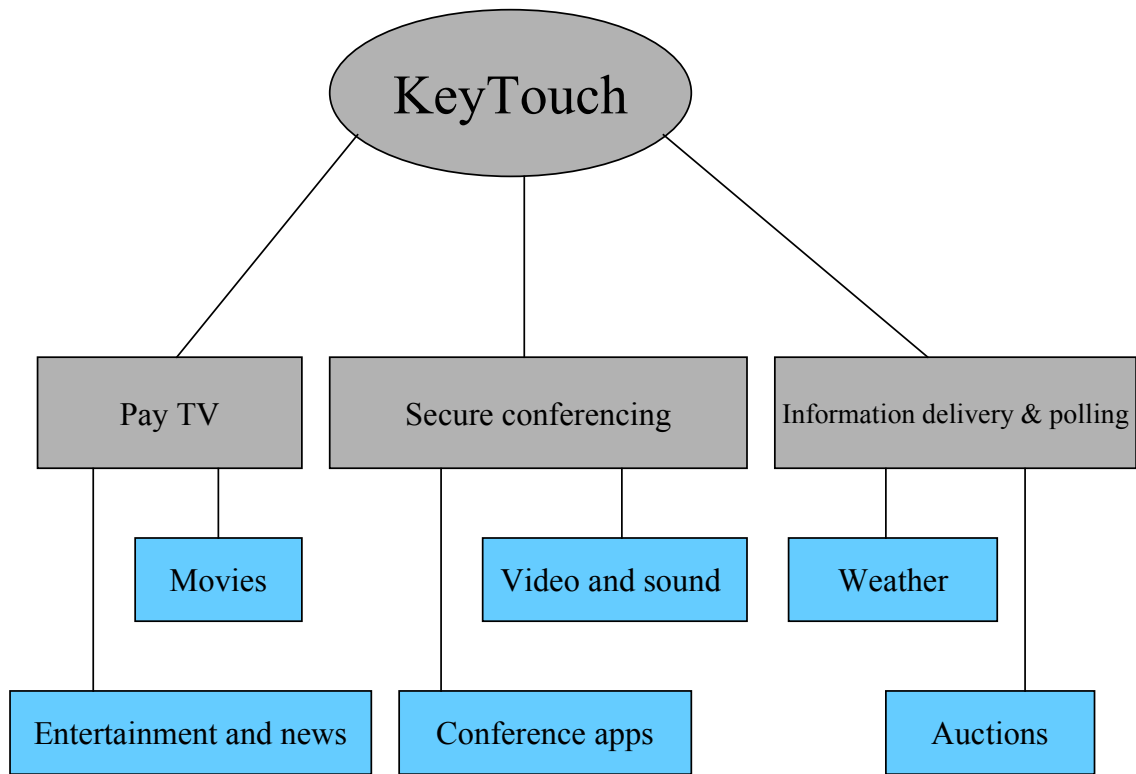 KeyTouch
Pay TV
Secure conferencing
Information delivery & polling
Movies
Video and sound
Weather
Entertainment and news
Conference apps
Auctions